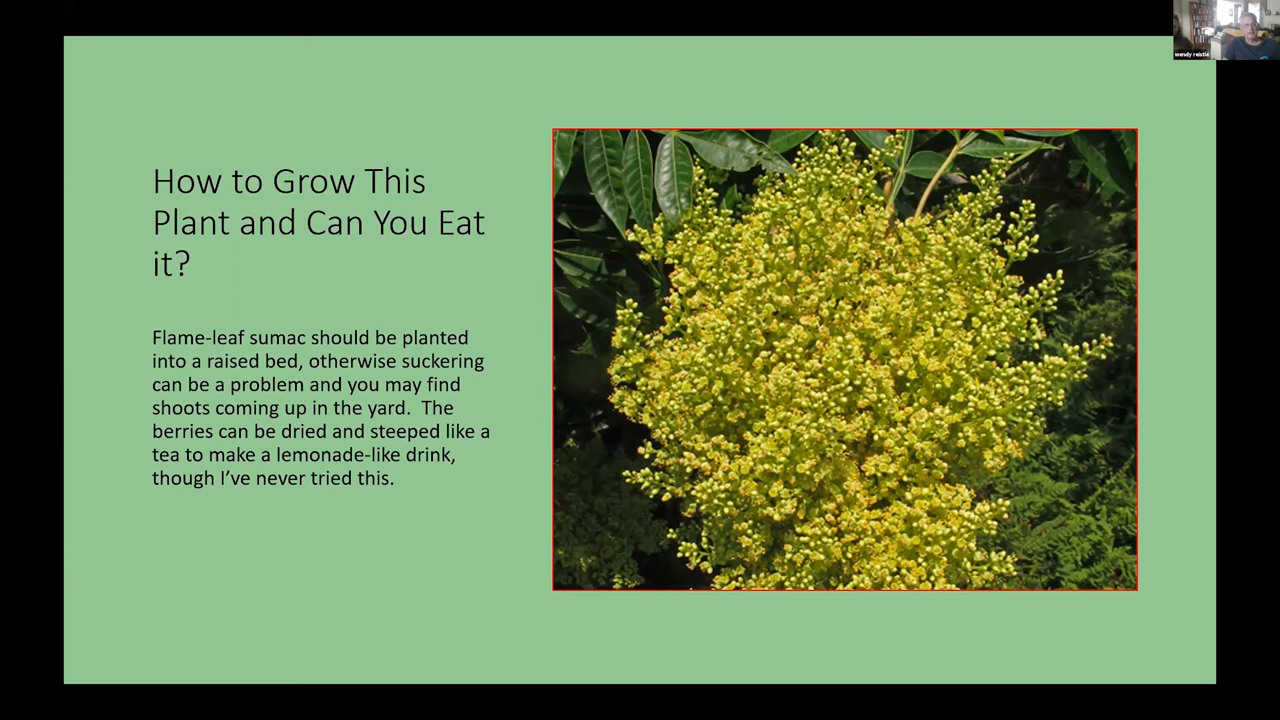 wendy reistle
How to Grow This
Plant and Can You Eat
it?
Flame-leaf sumac should be planted
into a raised bed, otherwise suckering
can be a problem and you may find
shoots coming up in the yard.  The
berries can be dried and steeped like a
tea to make a lemonade-like drink,
though I’ve never tried this.